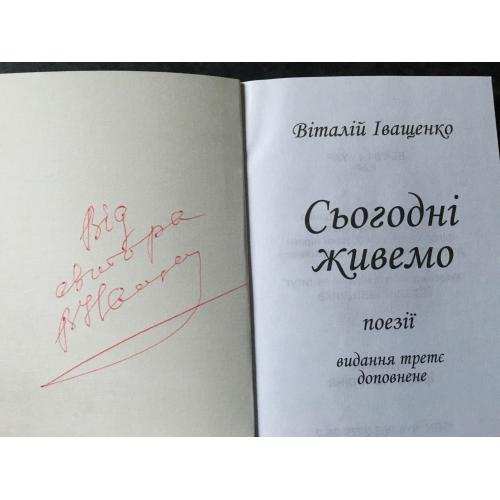 Від
автора
Віталій Іващенко
Сьогодні
живемо
поезії
видання третє
доповнене